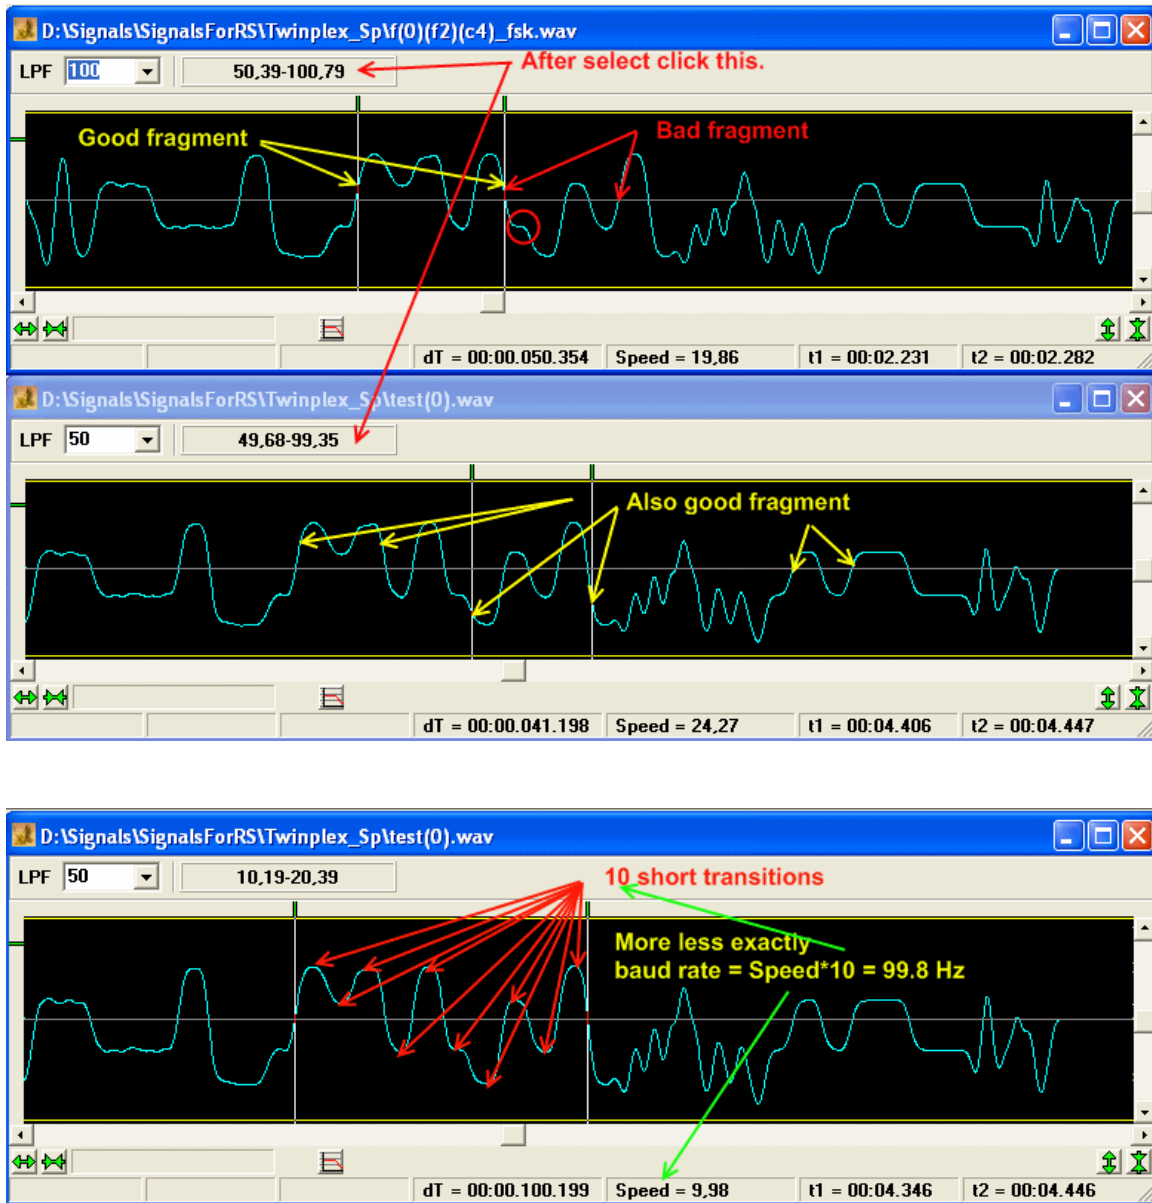 D:\Signals\SignalsForRS\Twinplex_Sp\f(0)(f2)(c4)_fsk.wav
LPF 100 50,39-100,79 After select click this.
Good fragment Bad fragment
dT = 00:00.050.354 Speed = 19,86 t1 = 00:02.231 t2 = 00:02.282
D:\Signals\SignalsForRS\Twinplex_Sp\test(0).wav
LPF 50 49,68-99,35
Also good fragment
dT = 00:00.041.198 Speed = 24,27 t1 = 00:04.406 t2 = 00:04.447
D:\Signals\SignalsForRS\Twinplex_Sp\test(0).wav
LPF 50 10,19-20,39 10 short transitions
More less exactly
baud rate = Speed*10 = 99.8 Hz
dT = 00:00.100.199 Speed = 9,98 t1 = 00:04.346 t2 = 00:04.446